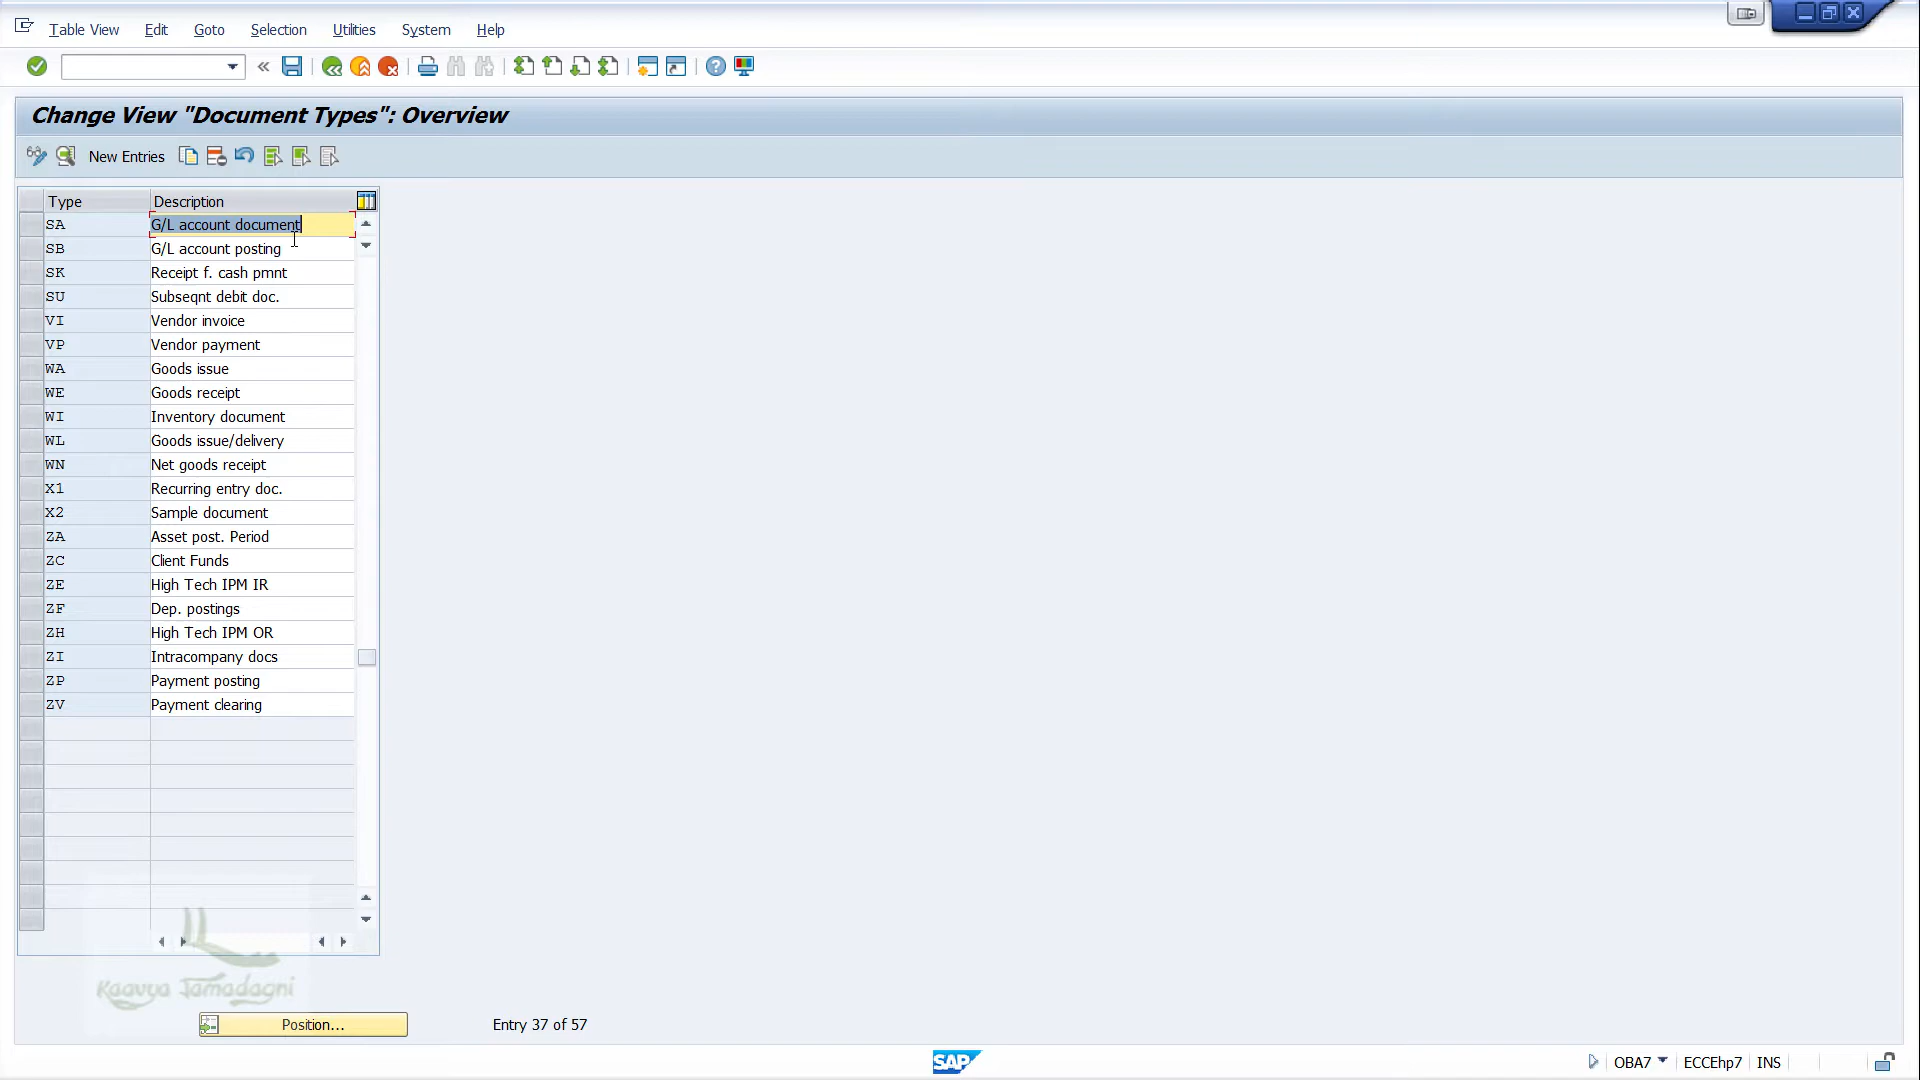 Table View Edit Goto Selection Utilities System Help
Change View "Document Types": Overview
New Entries
Type Description
SA G/L account document
SB G/L account posting
SK Receipt f. cash pmnt
SU Subseqnt debit doc.
VI Vendor invoice
VP Vendor payment
WA Goods issue
WE Goods receipt
WI Inventory document
WL Goods issue/delivery
WN Net goods receipt
X1 Recurring entry doc.
X2 Sample document
ZA Asset post. Period
ZC Client Funds
ZE High Tech IPM IR
ZF Dep. postings
ZH High Tech IPM OR
ZI Intracompany docs
ZP Payment posting
ZV Payment clearing
Kaavya Jamadagni
Position... Entry 37 of 57
SAP OBA7 ECCEhp7 INS